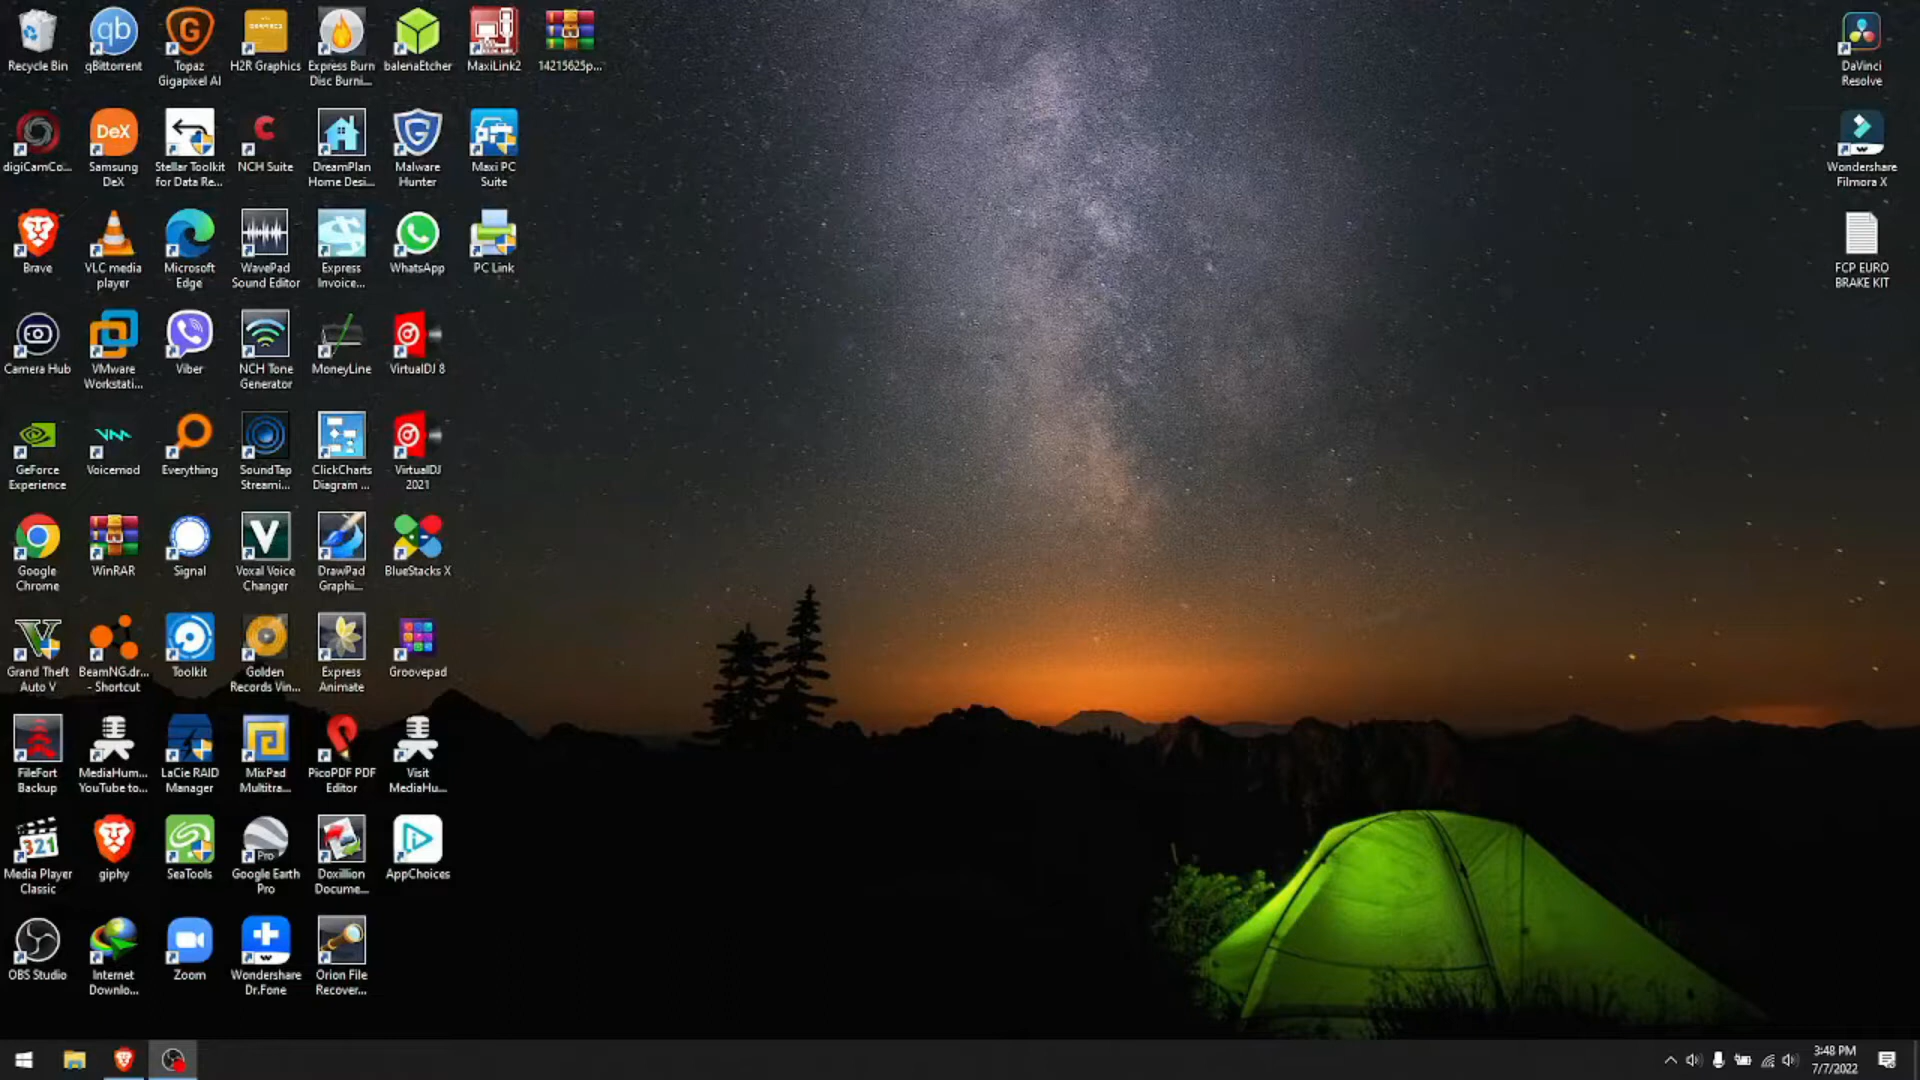 Recycle Bin
qBittorrent
Topaz
Gigapixel AI
H2R Graphics
Express Burn
Disc Burni...
balenaEtcher
MaxiLink2
14215625p...
DaVinci
Resolve
digiCamCo...
DeX
Samsung
DeX
Stellar Toolkit
for Data Re...
NCH Suite
DreamPlan
Home Desi...
Malware
Hunter
Maxi PC
Suite
Wondershare
Filmora X
Brave
VLC media
player
Microsoft
Edge
WavePad
Sound Editor
Express
Invoice...
WhatsApp
PC Link
FCP EURO
BRAKE KIT
Camera Hub
VMware
Workstati...
Viber
NCH Tone
Generator
MoneyLine
VirtualDJ 8
GeForce
Experience
Voicemod
Everything
SoundTap
Streami...
ClickCharts
Diagram ...
VirtualDJ
2021
Google
Chrome
WinRAR
Signal
Voxal Voice
Changer
DrawPad
Graphi...
BlueStacks X
Grand Theft
Auto V
BeamNG.dr...
- Shortcut
Toolkit
Golden
Records Vin...
Express
Animate
Groovepad
FileFort
Backup
MediaHum...
YouTube to...
LaCie RAID
Manager
MixPad
Multitra...
PicoPDF PDF
Editor
Visit
MediaHu...
321
Media Player
Classic
giphy
SeaTools
Pro
Google Earth
Pro
Doxillion
Docume...
AppChoices
OBS Studio
Internet
Downlo...
Zoom
Wondershare
Dr.Fone
Orion File
Recover...
3:48 PM
7/7/2022